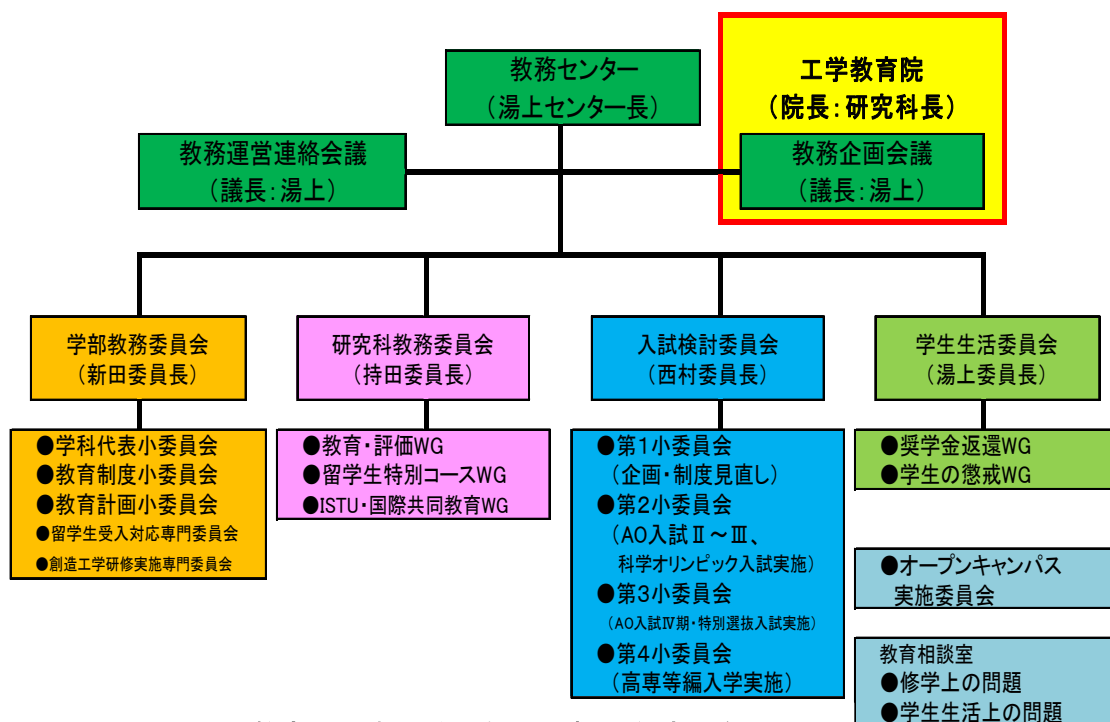 教務センター
（湯上センター長）
工学教育院
（院長：研究科長）
教務運営連絡会議
（議長：湯上）
教務企画会議
（議長：湯上）
学部教務委員会
（新田委員長）
研究科教務委員会
（持田委員長）
入試検討委員会
（西村委員長）
学生生活委員会
（湯上委員長）
●学科代表小委員会
●教育制度小委員会
●教育計画小委員会
●留学生受入対応専門委員会
●創造工学研修実施専門委員会
●教育・評価WG
●留学生特別コースWG
●ISTU・国際共同教育WG
●第1小委員会
（企画・制度見直し）
●第2小委員会
（AO入試Ⅱ～Ⅲ、
科学オリンピック入試実施）
●第3小委員会
（AO入試Ⅳ期・特別選抜入試実施）
●第4小委員会
（高専等編入学実施）
●奨学金返還WG
●学生の懲戒WG
●オープンキャンパス
実施委員会
教育相談室
●修学上の問題
●学生生活上の問題